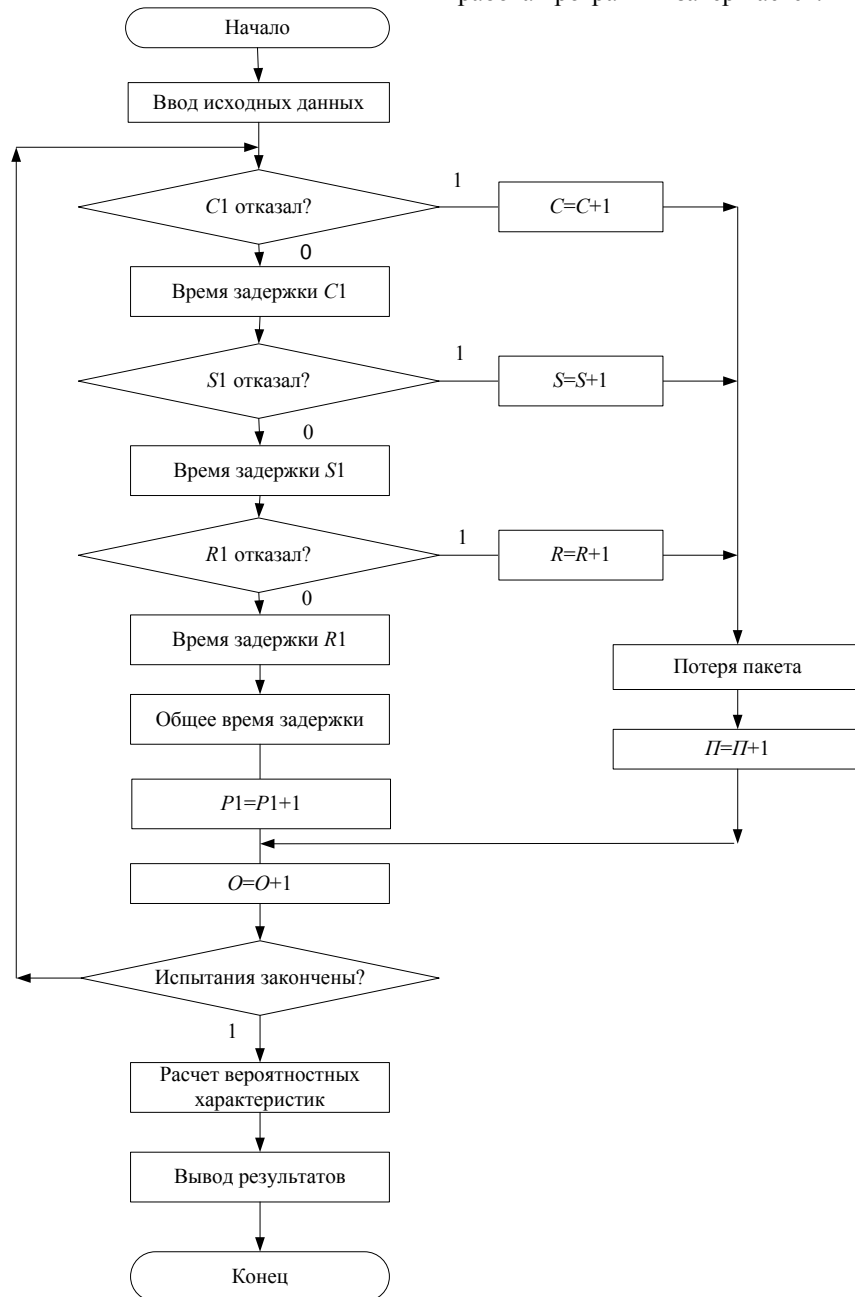 Начало
Ввод исходных данных
C1 отказал?
1
C=C+1
0
Время задержки C1
S1 отказал?
1
S=S+1
0
Время задержки S1
R1 отказал?
1
R=R+1
0
Время задержки R1
Потеря пакета
Общее время задержки
П=П+1
P1=P1+1
O=O+1
Испытания закончены?
1
Расчет вероятностных
характеристик
Вывод результатов
Конец